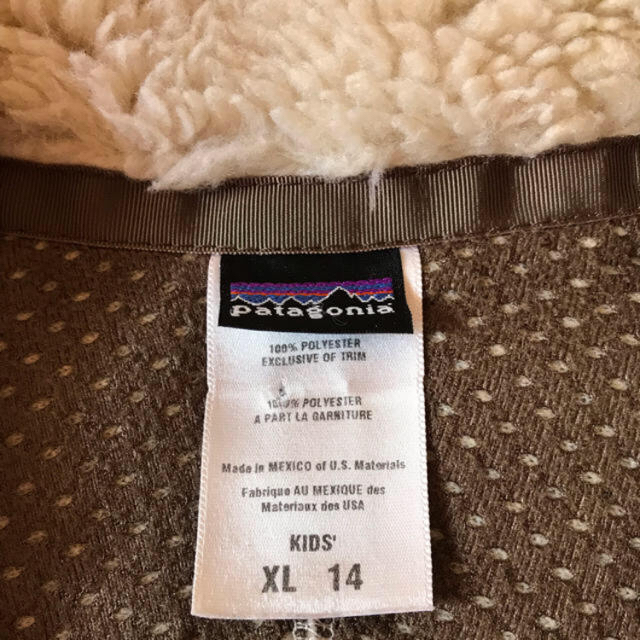 patagonia
100% POLYESTER
EXCLUSIVE OF TRIM
100% POLYESTER
A PART LA GARNITURE
Made in MEXICO of U.S. Materials
Fabrique AU MEXIQUE des
Materiaux des USA
KIDS'
XL 14